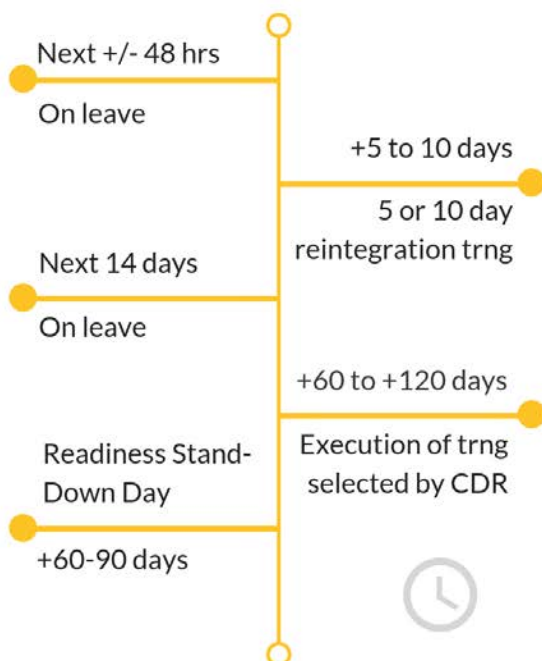 Next +/- 48 hrs
On leave
+5 to 10 days
5 or 10 day
reintegration trng
Next 14 days
On leave
+60 to +120 days
Execution of trng
selected by CDR
Readiness Stand-
Down Day
+60-90 days